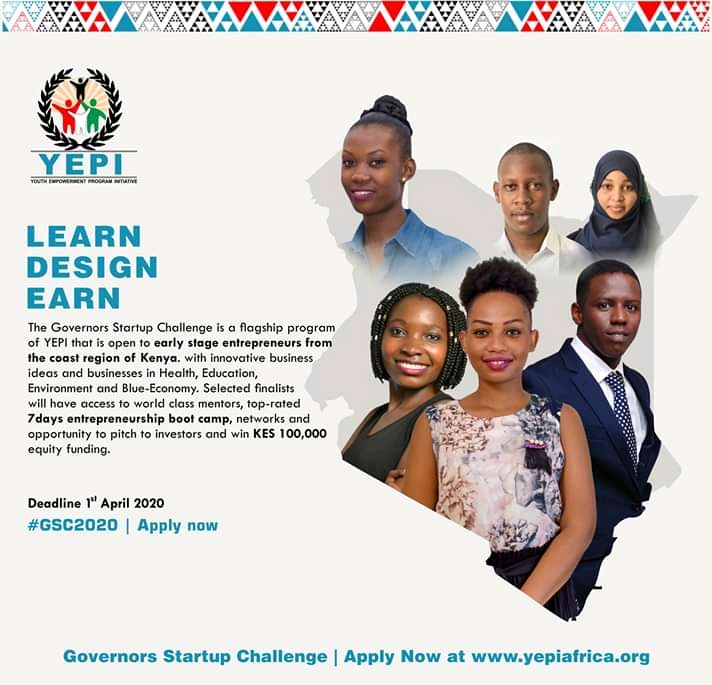 YEPI
YOUTH EMPOWERMENT PROGRAM INITIATIVE
LEARN
DESIGN
EARN
The Governors Startup Challenge is a flagship program
of YEPI that is open to early stage entrepreneurs from
the coast region of Kenya. with innovative business
ideas and businesses in Health, Education,
Environment and Blue-Economy. Selected finalists
will have access to world class mentors, top-rated
7days entrepreneurship boot camp, networks and
opportunity to pitch to investors and win KES 100,000
equity funding.
Deadline 1st April 2020
#GSC2020 | Apply now
Governors Startup Challenge | Apply Now at www.yepiafrica.org